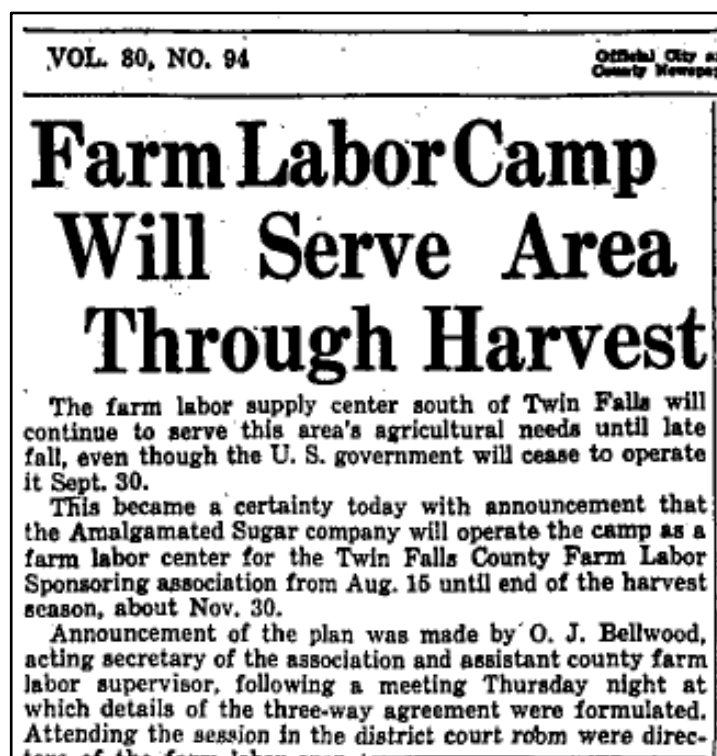 VOL. 80, NO. 94
Official City a
County Newspa
Farm Labor Camp
Will Serve Area
Through Harvest
The farm labor supply center south of Twin Falls will
continue to serve this area's agricultural needs until late
fall, even though the U. S. government will cease to operate
it Sept. 30.
This became a certainty today with announcement that
the Amalgamated Sugar company will operate the camp as a
farm labor center for the Twin Falls County Farm Labor
Sponsoring association from Aug. 15 until end of the harvest
season, about Nov. 30.
Announcement of the plan was made by O. J. Bellwood,
acting secretary of the association and assistant county farm
labor supervisor, following a meeting Thursday night at
which details of the three-way agreement were formulated.
Attending the session in the district court room were direc-